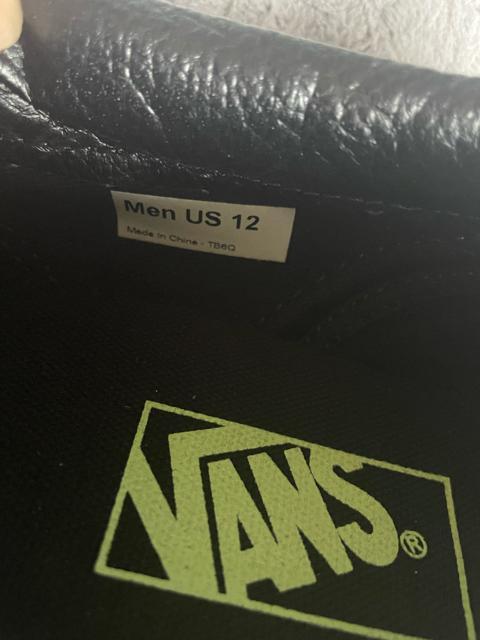 Men US 12
Made in China - TB6Q
VANS®